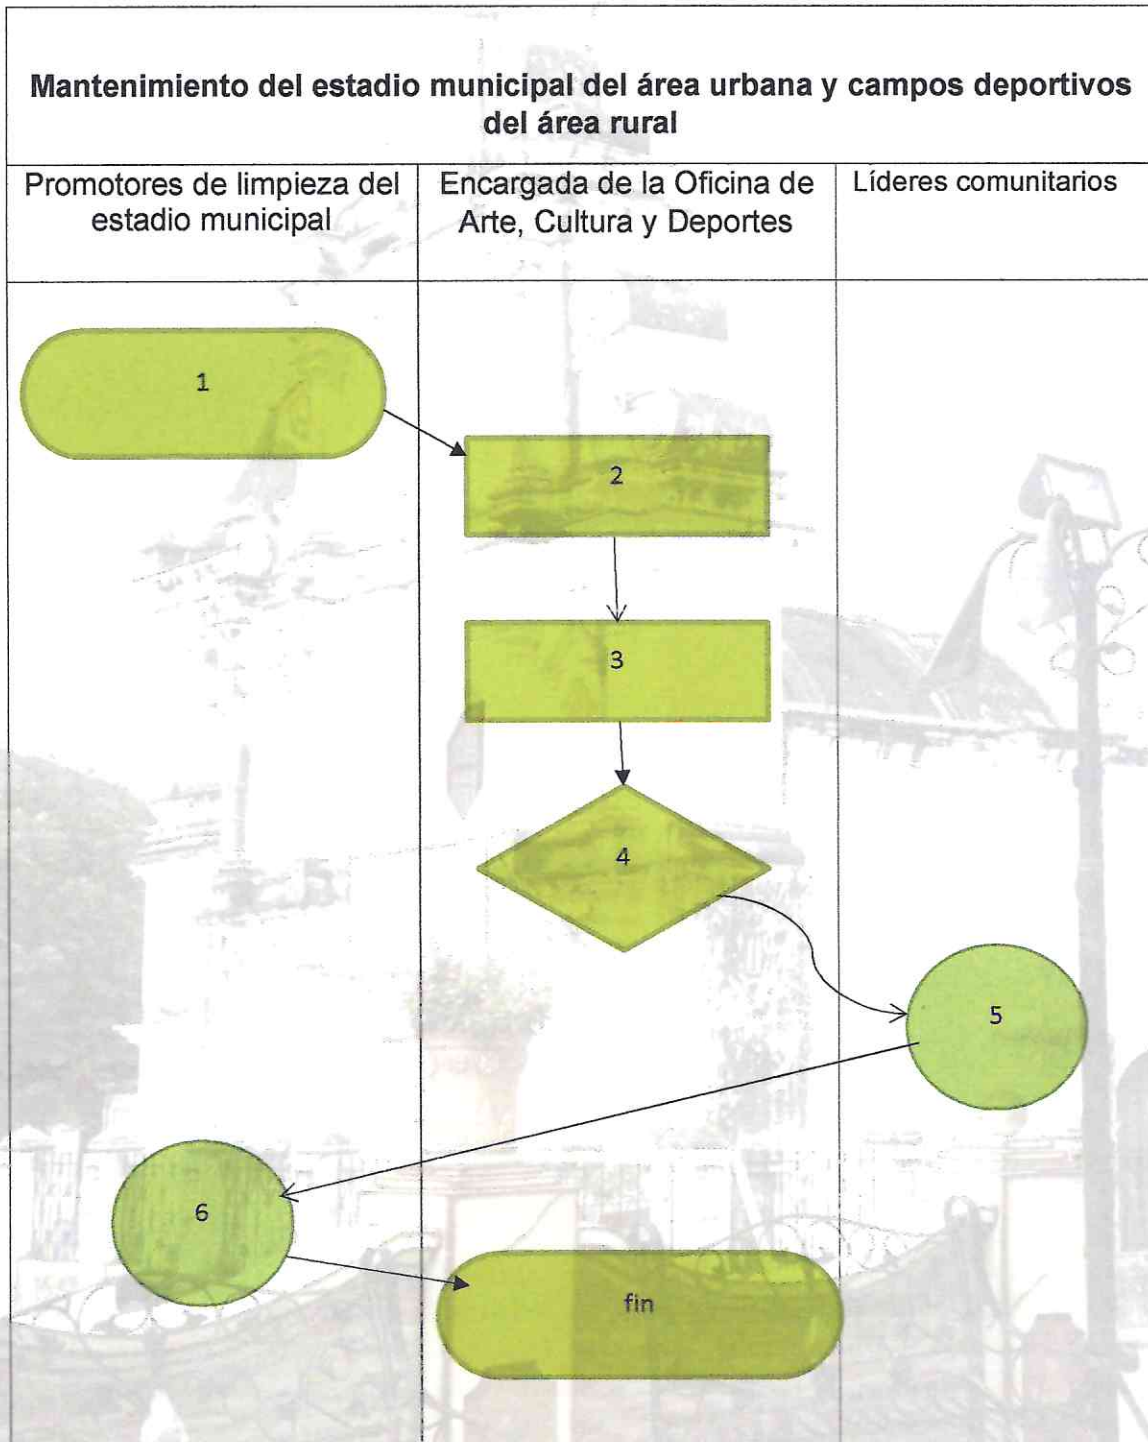 Mantenimiento del estadio municipal del área urbana y campos deportivos
del área rural
Promotores de limpieza del
estadio municipal
Encargada de la Oficina de
Arte, Cultura y Deportes
Líderes comunitarios
1
2
3
4
5
6
fin